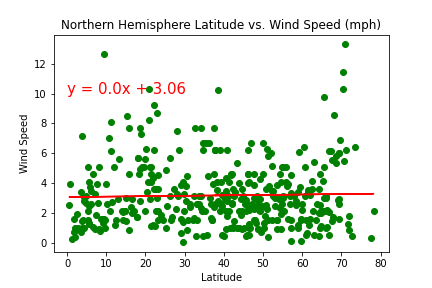 Northern Hemisphere Latitude vs. Wind Speed (mph)
12
10
8
6
4
2
0
Wind Speed
y = 0.0x + 3.06
0 10 20 30 40 50 60 70 80
Latitude